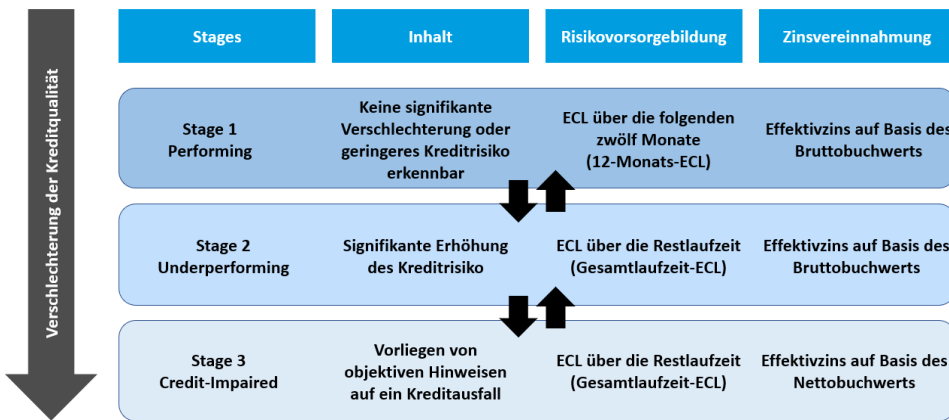 Verschlechterung der Kreditqualität
Stages
Inhalt
Risikovorsorgebildung
Zinsvereinnahmung
Stage 1
Performing
Keine signifikante
Verschlechterung oder
geringeres Kreditrisiko
erkennbar
ECL über die folgenden
zwölf Monate
(12-Monats-ECL)
Effektivzins auf Basis des
Bruttobuchwerts
Stage 2
Underperforming
Signifikante Erhöhung
des Kreditrisiko
ECL über die Restlaufzeit
(Gesamtlaufzeit-ECL)
Effektivzins auf Basis des
Bruttobuchwerts
Stage 3
Credit-Impaired
Vorliegen von
objektiven Hinweisen
auf ein Kreditausfall
ECL über die Restlaufzeit
(Gesamtlaufzeit-ECL)
Effektivzins auf Basis des
Nettobuchwerts